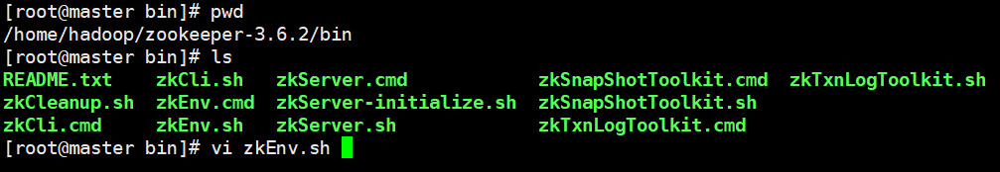 [root@master bin]# pwd
/home/hadoop/zookeeper-3.6.2/bin
[root@master bin]# ls
README.txt zkCli.sh zkServer.cmd zkSnapShotToolkit.cmd zkTxnLogToolkit.sh
zkCleanup.sh zkEnv.cmd zkServer-initialize.sh zkSnapShotToolkit.sh
zkCli.cmd zkEnv.sh zkServer.sh zkTxnLogToolkit.cmd
[root@master bin]# vi zkEnv.sh